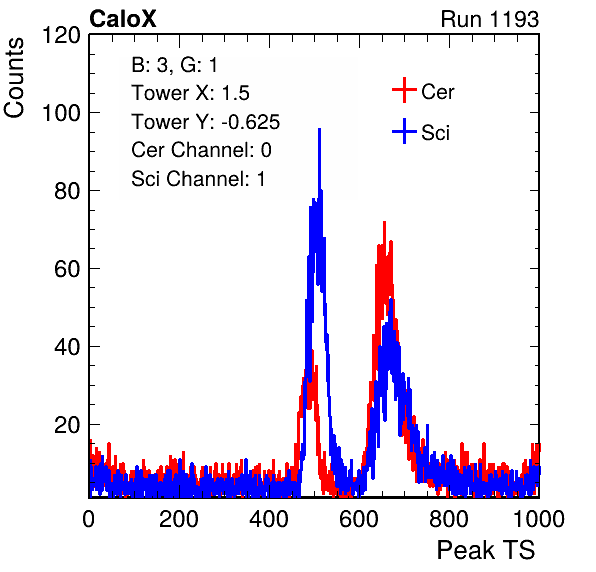 CaloX Run 1193
Counts
120
100
80
60
40
20
B: 3, G: 1
Tower X: 1.5
Tower Y: -0.625
Cer Channel: 0
Sci Channel: 1
Cer
Sci
0 200 400 600 800 1000
Peak TS